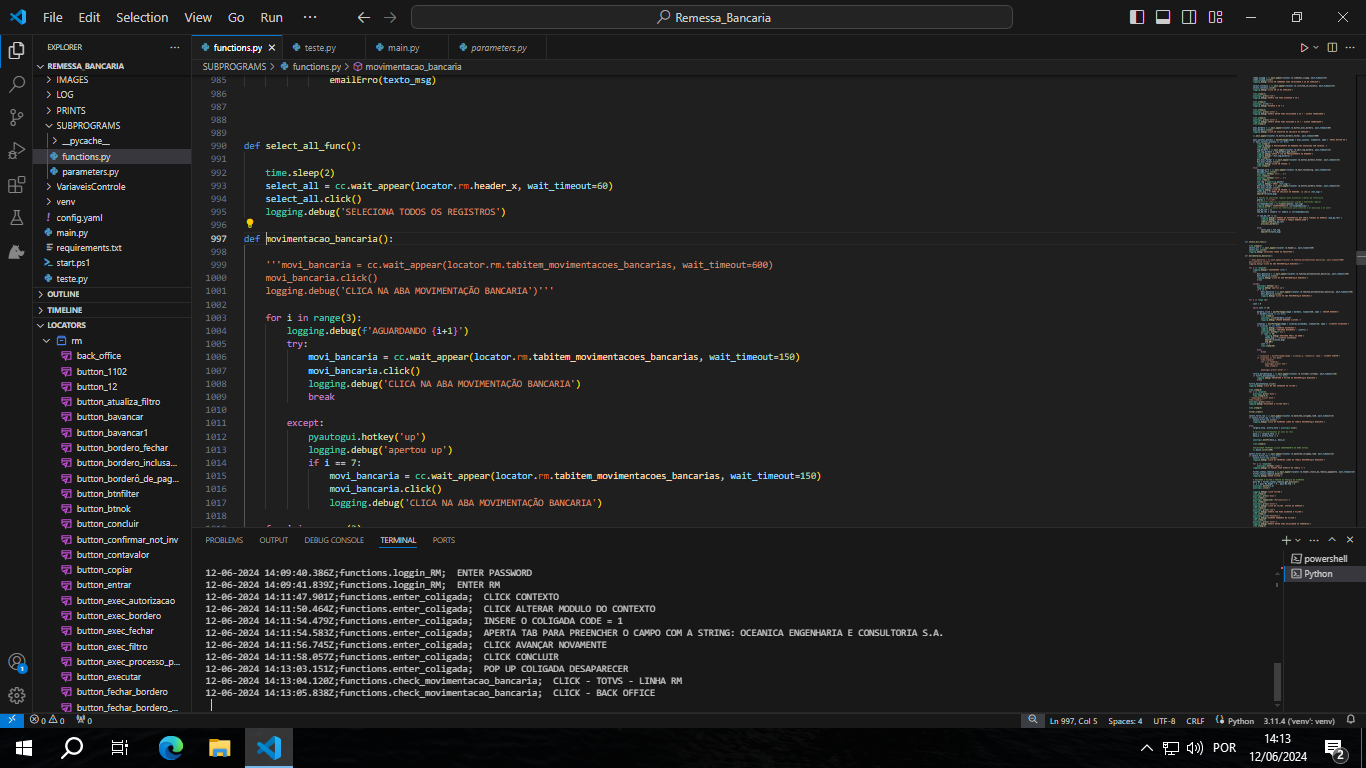 File Edit Selection View Go Run ··· Remessa_Bancaria
EXPLORER ···
REMESSA_BANCARIA
IMAGES
LOG
PRINTS
SUBPROGRAMS
__pycache__
functions.py
parameters.py
VariaveisControle
venv
config.yaml
main.py
requirements.txt
start.ps1
teste.py
OUTLINE
TIMELINE
LOCATORS
rm
back_office
button_1102
button_12
button_atualiza_filtro
button_bavancar
button_bavancar1
button_bordero_fechar
button_bordero_inclusa...
button_borderô_de_pag...
button_btnfilter
button_btnok
button_concluir
button_confirmar_not_inv
button_contavalor
button_copiar
button_entrar
button_exec_autorizacao
button_exec_bordero
button_exec_fechar
button_exec_filtro
button_exec_processo_p...
button_executar
button_fechar_bordero
button_fechar_bordero_...
functions.py teste.py main.py parameters.py
SUBPROGRAMS > functions.py > movimentacao_bancaria
985 emailErro(texto_msg)
986
987
988
989
990 def select_all_func():
991
992 time.sleep(2)
993 select_all = cc.wait_appear(locator.rm.header_x, wait_timeout=60)
994 select_all.click()
995 logging.debug('SELECIONA TODOS OS REGISTROS')
996
997 def movimentacao_bancaria():
998
999 '''movi_bancaria = cc.wait_appear(locator.rm.tabitem_movimentacoes_bancarias, wait_timeout=600)
1000 movi_bancaria.click()
1001 logging.debug('CLICA NA ABA MOVIMENTAÇÃO BANCARIA')'''
1002
1003 for i in range(3):
1004 logging.debug(f'AGUARDANDO {i+1}')
1005 try:
1006 movi_bancaria = cc.wait_appear(locator.rm.tabitem_movimentacoes_bancarias, wait_timeout=150)
1007 movi_bancaria.click()
1008 logging.debug('CLICA NA ABA MOVIMENTAÇÃO BANCARIA')
1009 break
1010
1011 except:
1012 pyautogui.hotkey('up')
1013 logging.debug('apertou up')
1014 if i == 7:
1015 movi_bancaria = cc.wait_appear(locator.rm.tabitem_movimentacoes_bancarias, wait_timeout=150)
1016 movi_bancaria.click()
1017 logging.debug('CLICA NA ABA MOVIMENTAÇÃO BANCARIA')
1018
PROBLEMS OUTPUT DEBUG CONSOLE TERMINAL PORTS
powershell
Python
12-06-2024 14:09:40.386Z;functions.loggin_RM; ENTER PASSWORD
12-06-2024 14:09:41.839Z;functions.loggin_RM; ENTER RM
12-06-2024 14:11:47.901Z;functions.enter_coligada; CLICK CONTEXTO
12-06-2024 14:11:50.464Z;functions.enter_coligada; CLICK ALTERAR MODULO DO CONTEXTO
12-06-2024 14:11:54.479Z;functions.enter_coligada; INSERE O COLIGADA CODE = 1
12-06-2024 14:11:54.583Z;functions.enter_coligada; APERTA TAB PARA PREENCHER O CAMPO COM A STRING: OCEANICA ENGENHARIA E CONSULTORIA S.A.
12-06-2024 14:11:56.745Z;functions.enter_coligada; CLICK AVANÇAR NOVAMENTE
12-06-2024 14:11:58.057Z;functions.enter_coligada; CLICK CONCLUIR
12-06-2024 14:13:03.151Z;functions.enter_coligada; POP UP COLIGADA DESAPARECER
12-06-2024 14:13:04.120Z;functions.check_movimentacao_bancaria; CLICK - TOTVS - LINHA RM
12-06-2024 14:13:05.838Z;functions.check_movimentacao_bancaria; CLICK - BACK OFFICE
0 0 0 Ln 997, Col 5 Spaces: 4 UTF-8 CRLF Python 3.11.4 ('venv': venv)
POR
14:13
12/06/2024
2